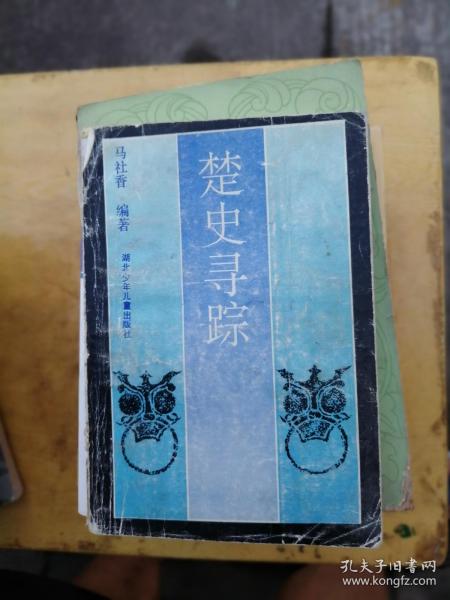 楚史寻踪
马社香 编著
湖北少年儿童出版社
孔夫子旧书网
www.kongfz.com